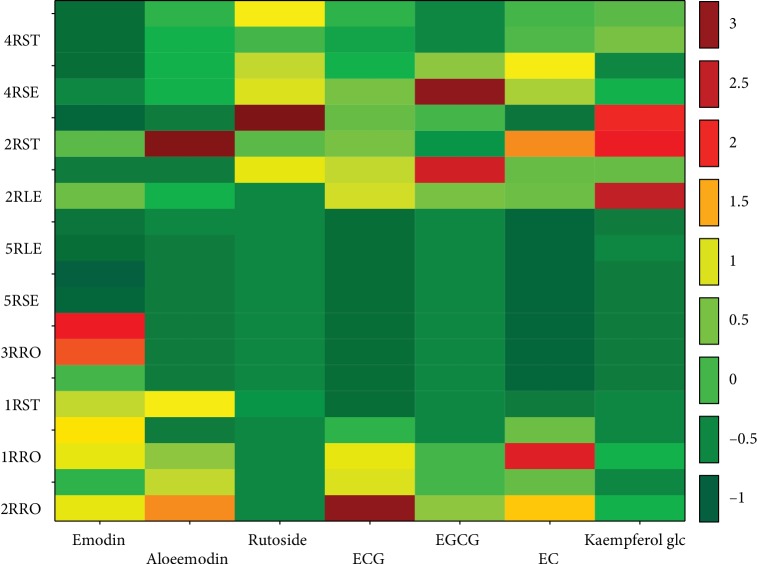 4RST
4RSE
2RST
2RLE
5RLE
5RSE
3RRO
1RST
1RRO
2RRO
Emodin
Aloeemodin
Rutoside
ECG
EGCG
EC
Kaempferol glc
3
2.5
2
1.5
1
0.5
0
–0.5
–1